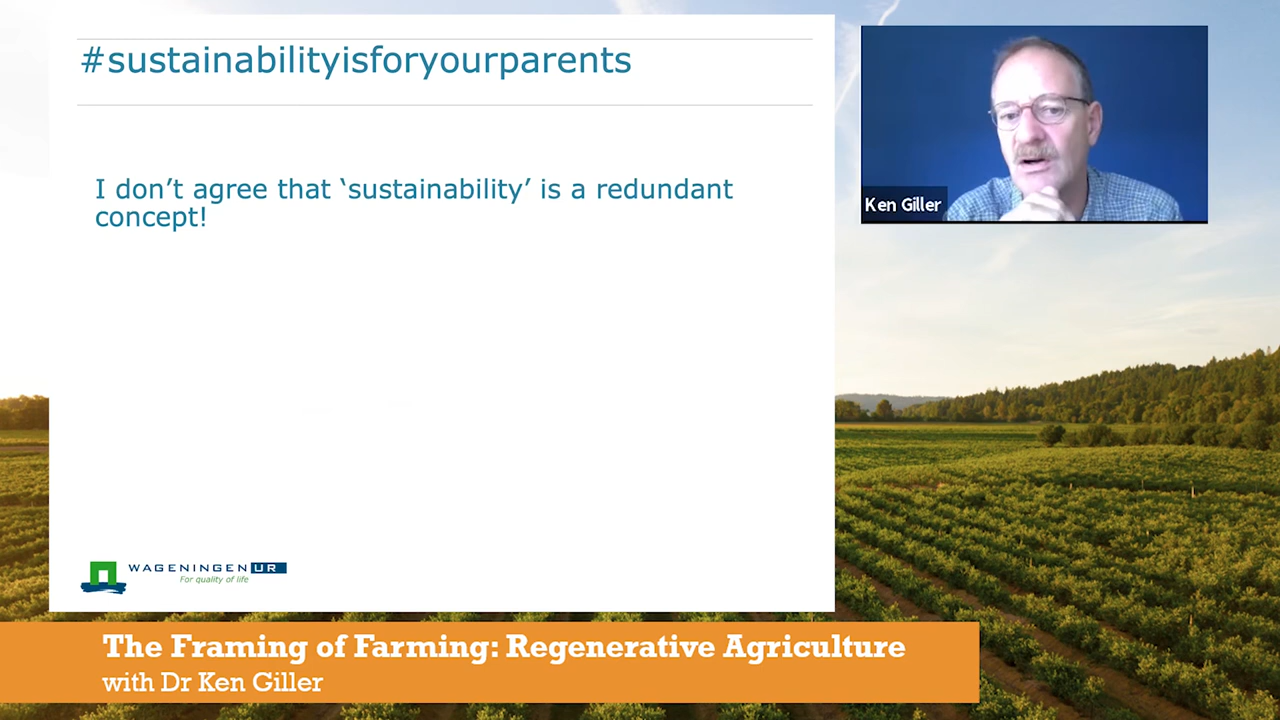 #sustainabilityisforyourparents
I don’t agree that ‘sustainability’ is a redundant
concept!
Ken Giller
WAGENINGEN UR
For quality of life
The Framing of Farming: Regenerative Agriculture
with Dr Ken Giller